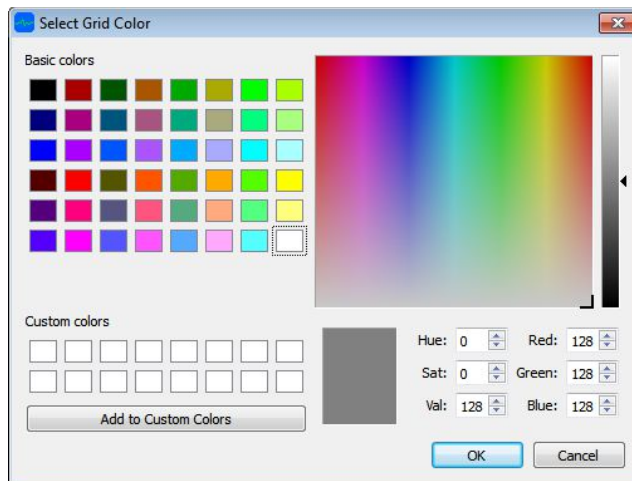 Select Grid Color
Basic colors
Custom colors
Add to Custom Colors
Hue: 0 Red: 128
Sat: 0 Green: 128
Val: 128 Blue: 128
OK Cancel